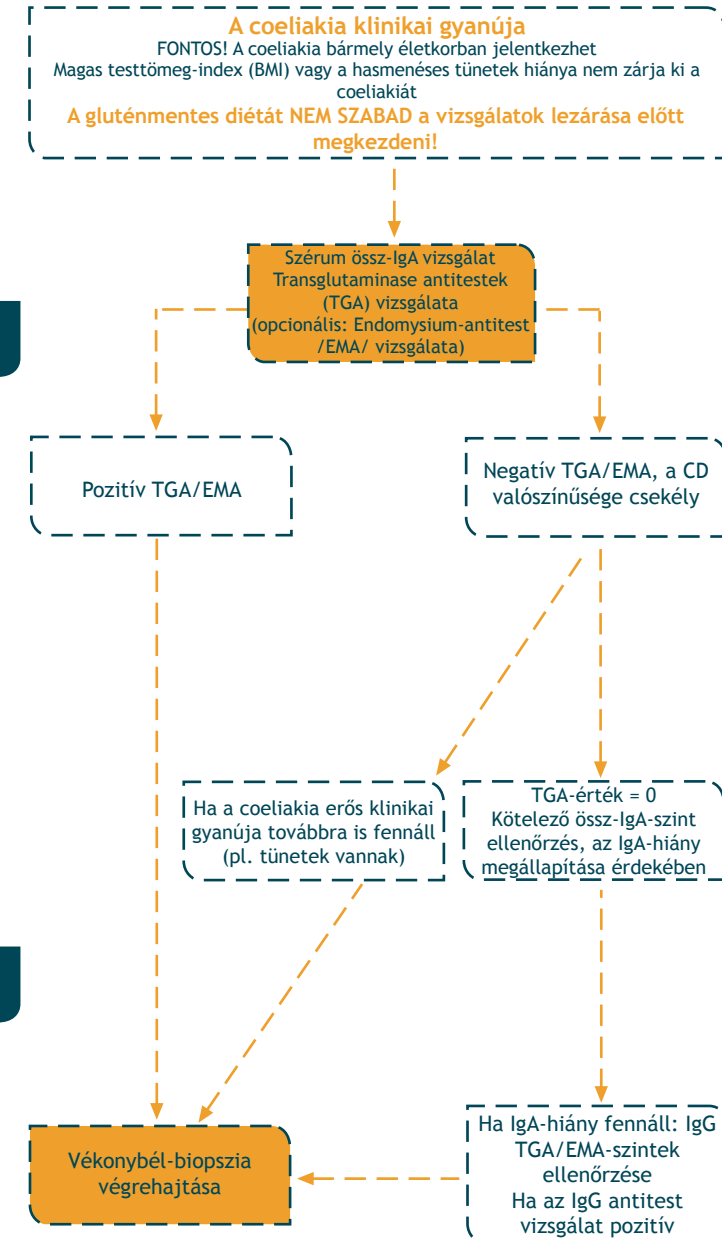 A coeliakia klinikai gyanúja
FONTOS! A coeliakia bármely életkorban jelentkezhet
Magas testtömeg-index (BMI) vagy a hasmenéses tünetek hiánya nem zárja ki a
coeliakiát
A gluténmentes diétát NEM SZABAD a vizsgálatok lezárása előtt
megkezdeni!
Szérum össz-IgA vizsgálat
Transglutaminase antitestek
(TGA) vizsgálata
(opcionális: Endomysium-antitest
/EMA/ vizsgálata)
Pozitív TGA/EMA
Negatív TGA/EMA, a CD
valószínűsége csekély
Ha a coeliakia erős klinikai
gyanúja továbbra is fennáll
(pl. tünetek vannak)
TGA-érték = 0
Kötelező össz-IgA-szint
ellenőrzés, az IgA-hiány
megállapítása érdekében
Vékonybél-biopszia
végrehajtása
Ha IgA-hiány fennáll: IgG
TGA/EMA-szintek
ellenőrzése
Ha az IgG antitest
vizsgálat pozitív